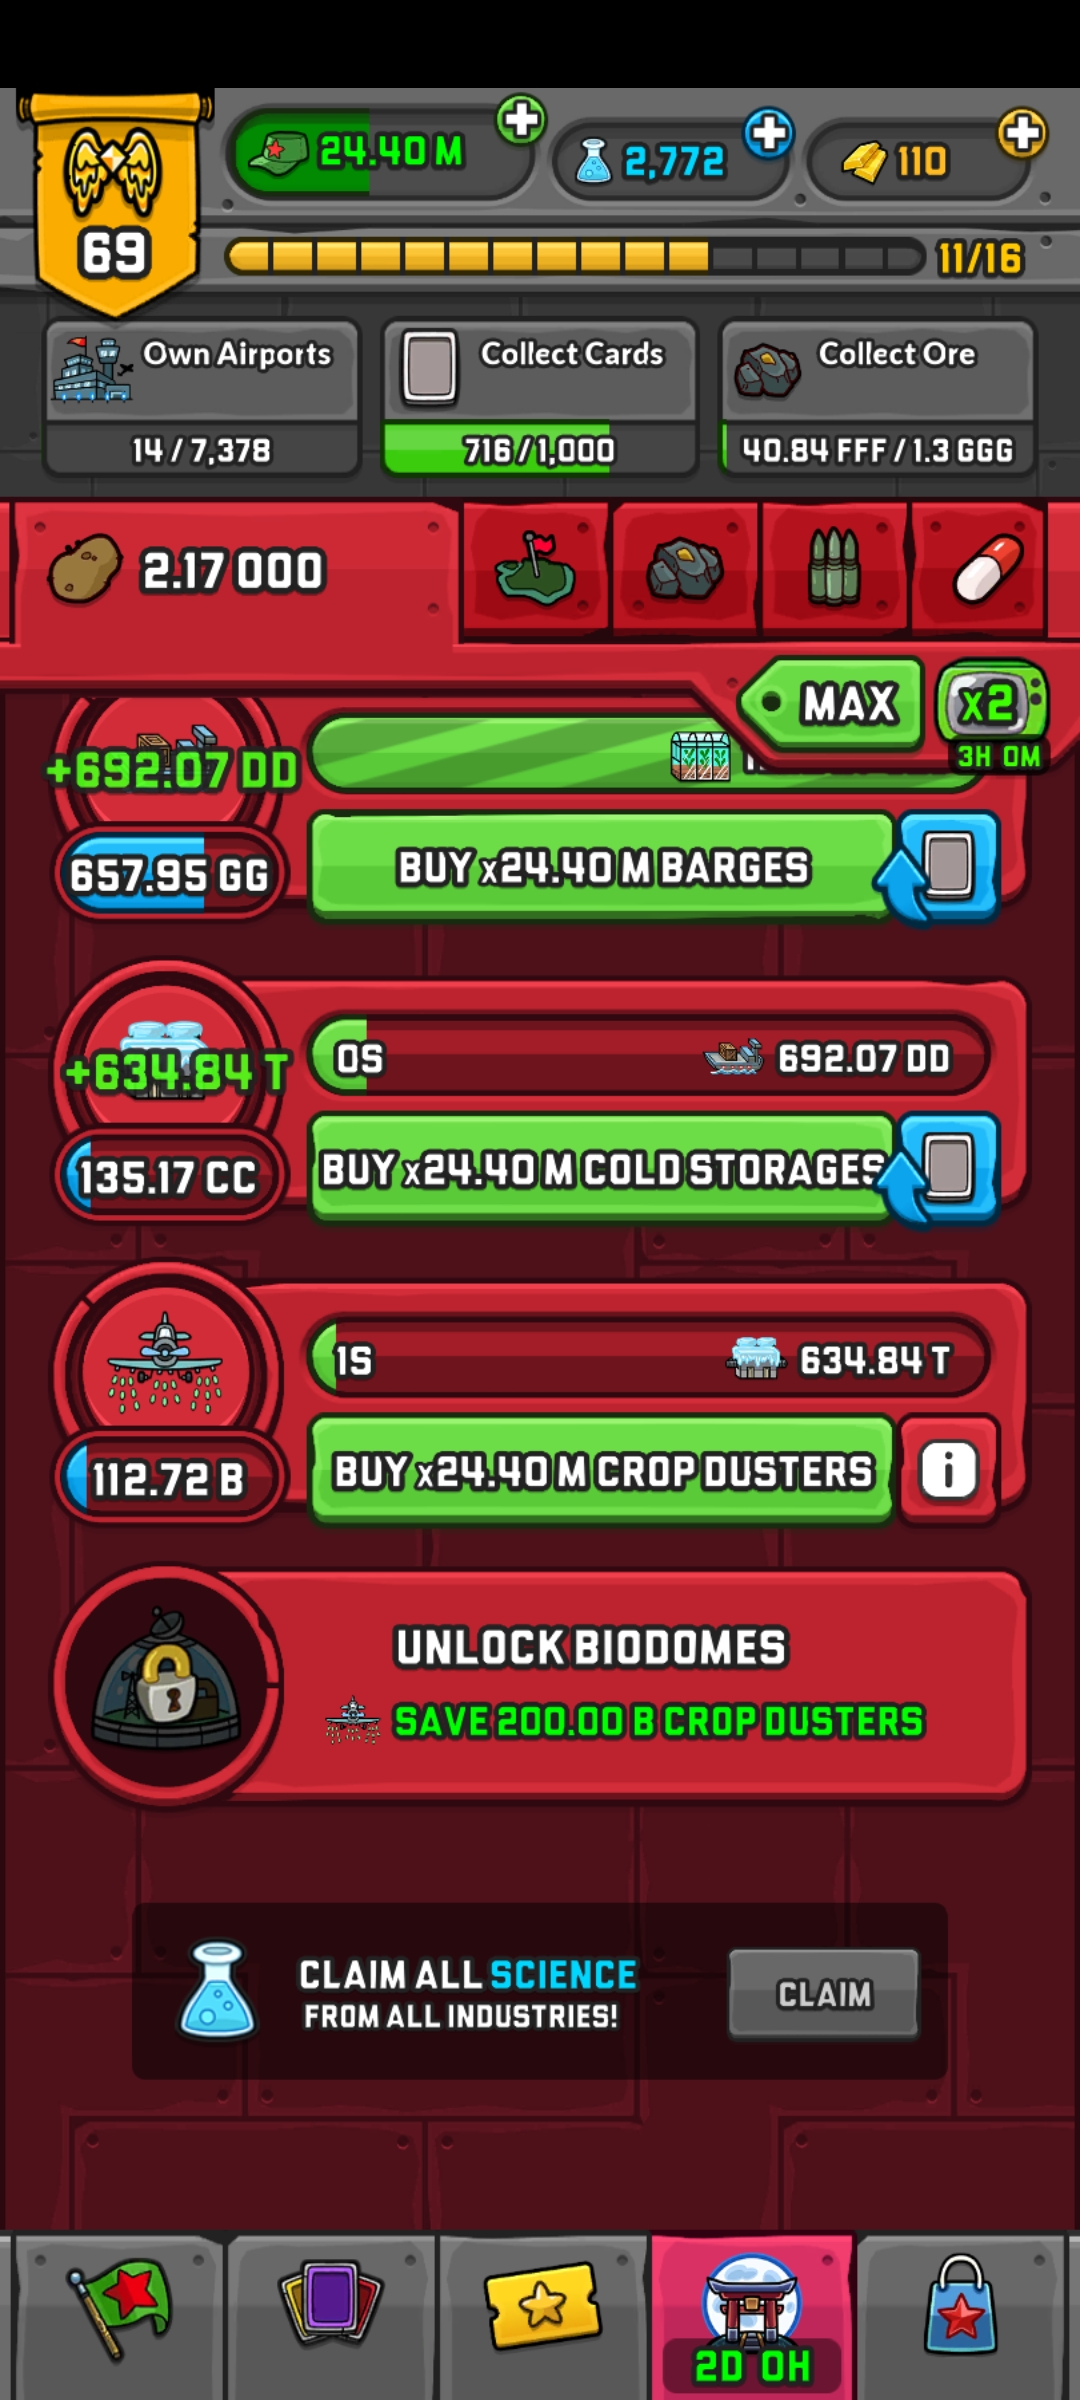 24.40 M
2,772
110
69
11/16
Own Airports
14 / 7,378
Collect Cards
716 / 1,000
Collect Ore
40.84 FFF / 1.3 GGG
2.17 OOO
MAX
x2
3H 0M
+692.07 DD
657.95 GG
BUY x24.40 M BARGES
+634.84 T
0S
692.07 DD
135.17 CC
BUY x24.40 M COLD STORAGES
1S
634.84 T
112.72 B
BUY x24.40 M CROP DUSTERS
i
UNLOCK BIODOMES
SAVE 200.00 B CROP DUSTERS
CLAIM ALL SCIENCE
FROM ALL INDUSTRIES!
CLAIM
2D 0H